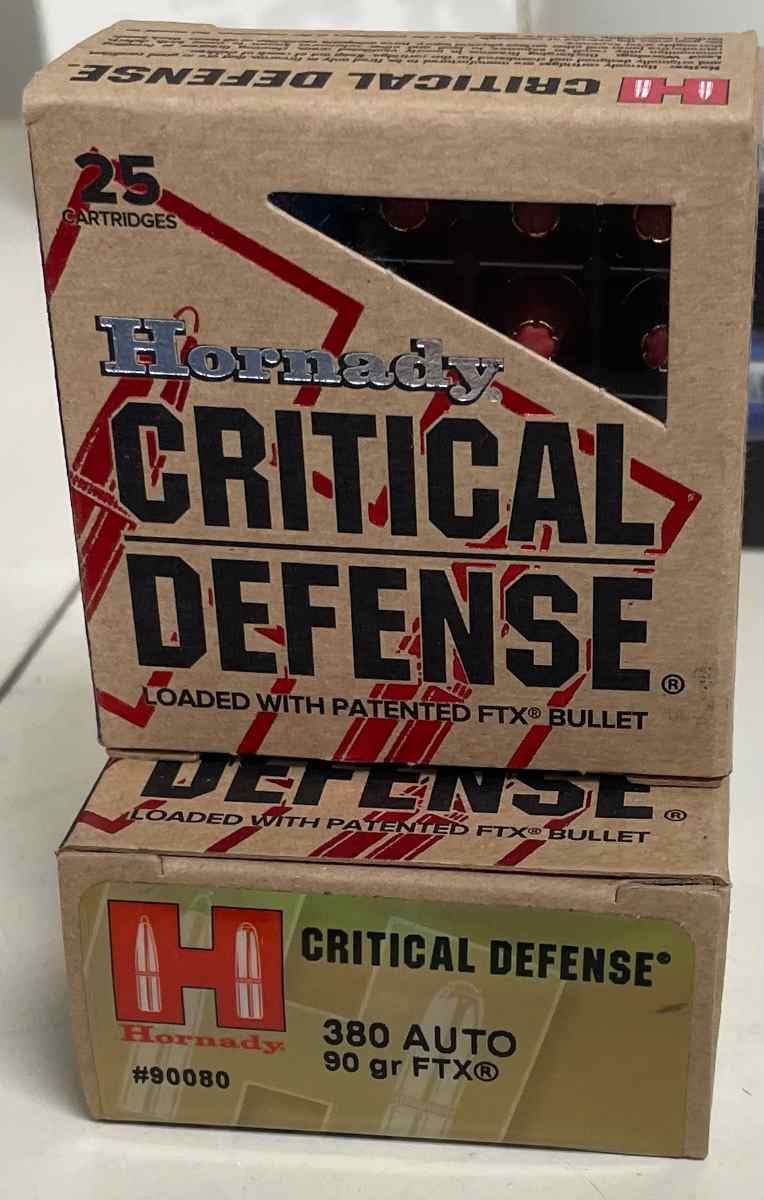 CRITICAL DEFENSE
25
CARTRIDGES
Hornady
CRITICAL
DEFENSE®
LOADED WITH PATENTED FTX® BULLET
DEFENSE®
LOADED WITH PATENTED FTX® BULLET
H
CRITICAL DEFENSE®
Hornady
380 AUTO
90 gr FTX®
#90080